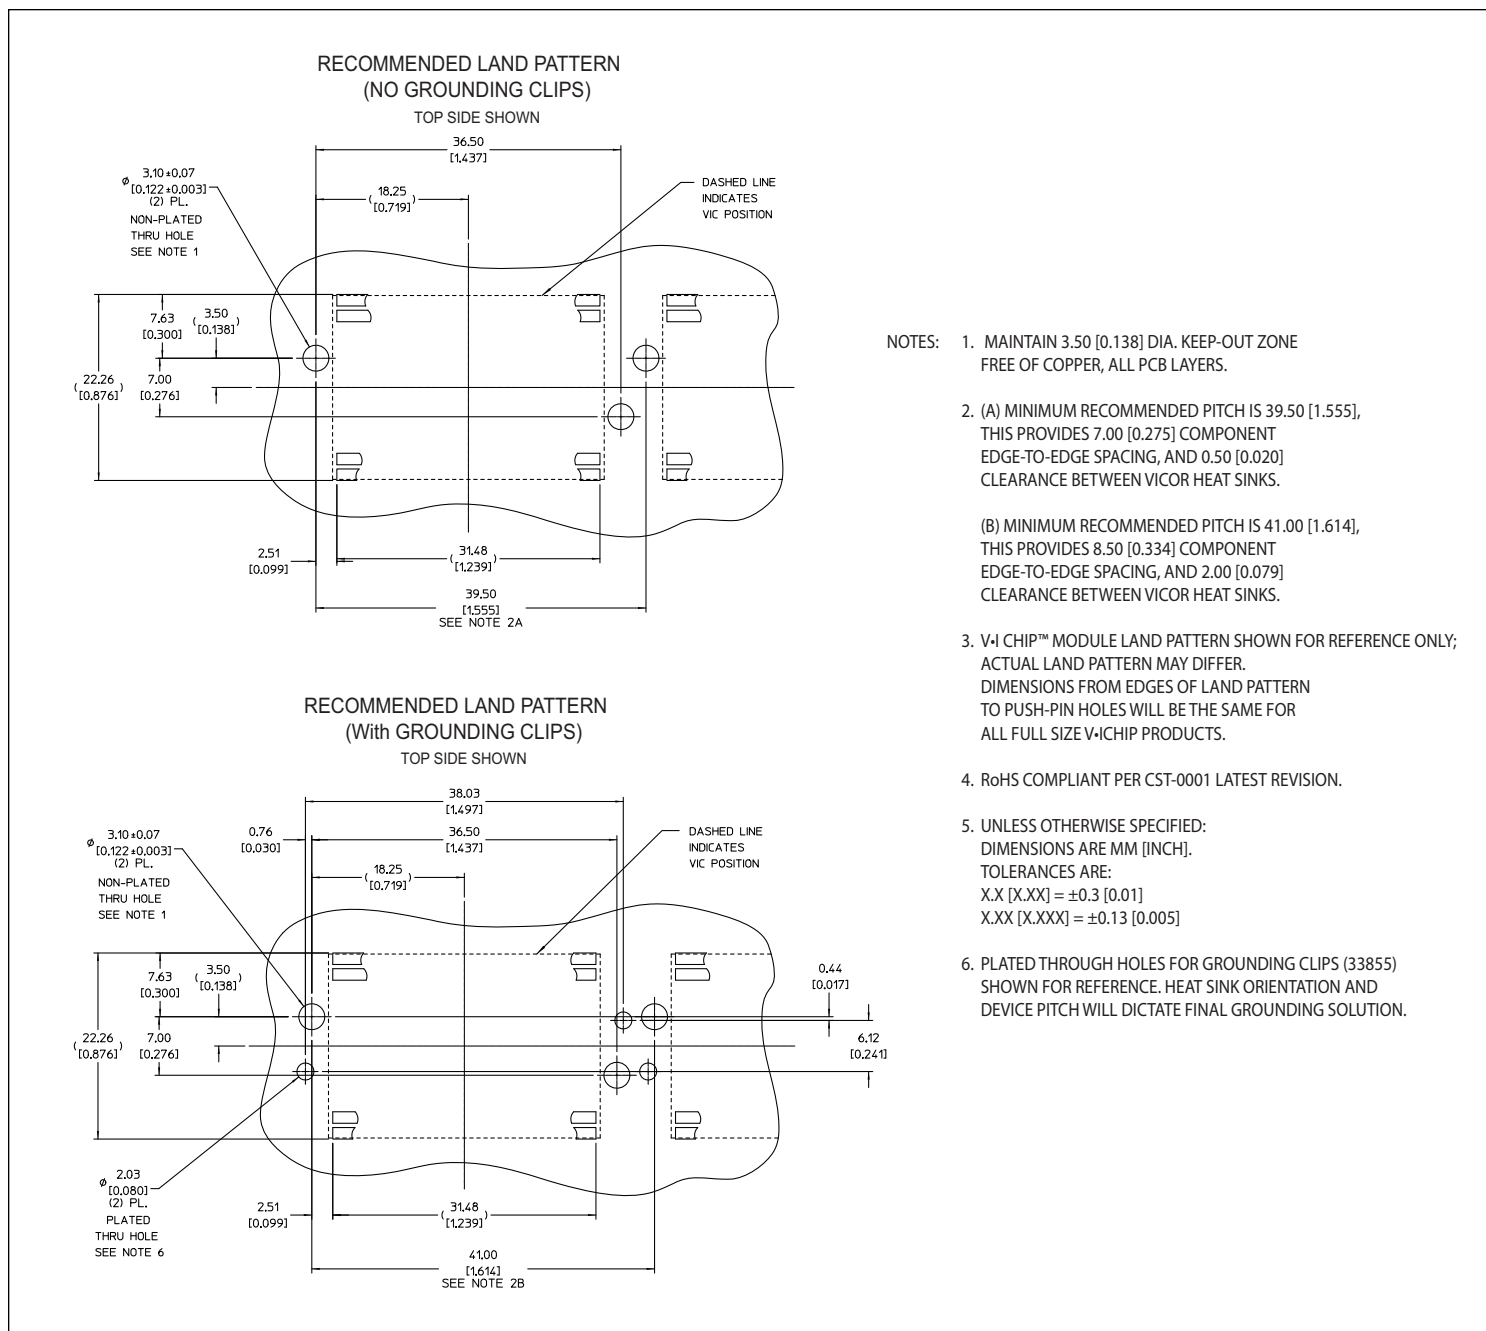 RECOMMENDED LAND PATTERN
(NO GROUNDING CLIPS)
TOP SIDE SHOWN
36.50
[1.437]
ø 3.10±0.07
[0.122±0.003]
(2) PL.
NON-PLATED
THRU HOLE
SEE NOTE 1
(18.25
[0.719])
DASHED LINE
INDICATES
VIC POSITION
7.63
[0.300]
(3.50
[0.138])
(22.26
[0.876])
7.00
[0.276]
2.51
[0.099]
(31.48
[1.239])
39.50
[1.555]
SEE NOTE 2A
RECOMMENDED LAND PATTERN
(With GROUNDING CLIPS)
TOP SIDE SHOWN
38.03
[1.497]
ø 3.10±0.07
[0.122±0.003]
(2) PL.
NON-PLATED
THRU HOLE
SEE NOTE 1
0.76
[0.030]
36.50
[1.437]
(18.25
[0.719])
DASHED LINE
INDICATES
VIC POSITION
7.63
[0.300]
(3.50
[0.138])
0.44
[0.017]
(22.26
[0.876])
7.00
[0.276]
6.12
[0.241]
ø 2.03
[0.080]
(2) PL.
PLATED
THRU HOLE
SEE NOTE 6
2.51
[0.099]
(31.48
[1.239])
41.00
[1.614]
SEE NOTE 2B
NOTES: 1. MAINTAIN 3.50 [0.138] DIA. KEEP-OUT ZONE
FREE OF COPPER, ALL PCB LAYERS.
2. (A) MINIMUM RECOMMENDED PITCH IS 39.50 [1.555],
THIS PROVIDES 7.00 [0.275] COMPONENT
EDGE-TO-EDGE SPACING, AND 0.50 [0.020]
CLEARANCE BETWEEN VICOR HEAT SINKS.
(B) MINIMUM RECOMMENDED PITCH IS 41.00 [1.614],
THIS PROVIDES 8.50 [0.334] COMPONENT
EDGE-TO-EDGE SPACING, AND 2.00 [0.079]
CLEARANCE BETWEEN VICOR HEAT SINKS.
3. V•I CHIP™ MODULE LAND PATTERN SHOWN FOR REFERENCE ONLY;
ACTUAL LAND PATTERN MAY DIFFER.
DIMENSIONS FROM EDGES OF LAND PATTERN
TO PUSH-PIN HOLES WILL BE THE SAME FOR
ALL FULL SIZE V•ICHIP PRODUCTS.
4. RoHS COMPLIANT PER CST-0001 LATEST REVISION.
5. UNLESS OTHERWISE SPECIFIED:
DIMENSIONS ARE MM [INCH].
TOLERANCES ARE:
X.X [X.XX] = ±0.3 [0.01]
X.XX [X.XXX] = ±0.13 [0.005]
6. PLATED THROUGH HOLES FOR GROUNDING CLIPS (33855)
SHOWN FOR REFERENCE. HEAT SINK ORIENTATION AND
DEVICE PITCH WILL DICTATE FINAL GROUNDING SOLUTION.